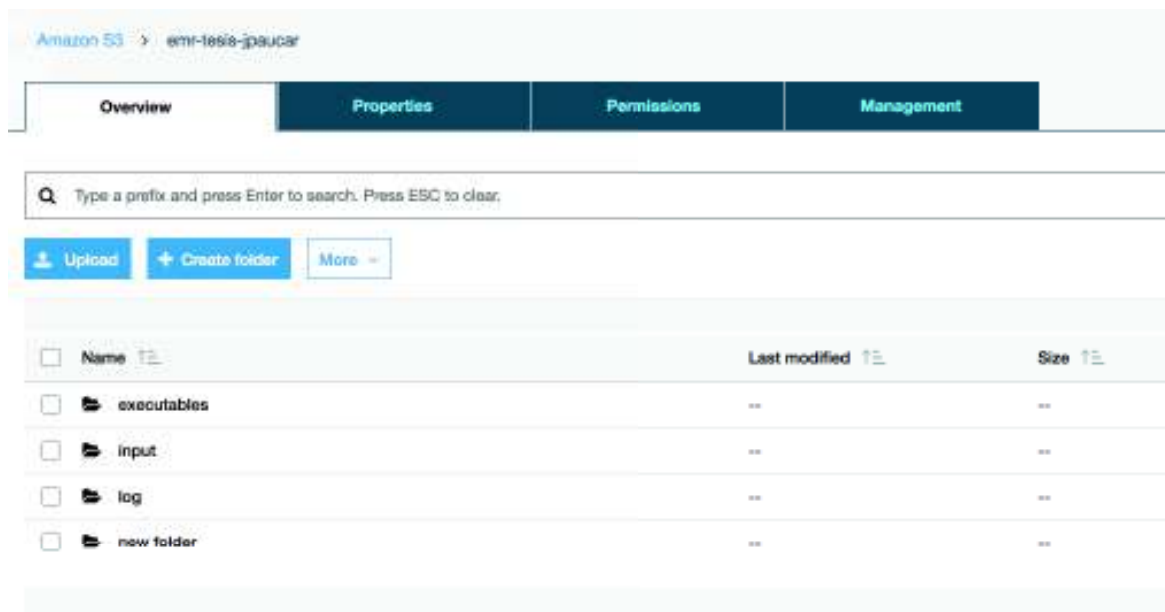 Amazon S3 > emr-tesis-jpaucar
Overview Properties Permissions Management
Type a prefix and press Enter to search. Press ESC to clear.
Upload + Create folder More
Name Last modified Size
executables -- --
input -- --
log -- --
new folder -- --